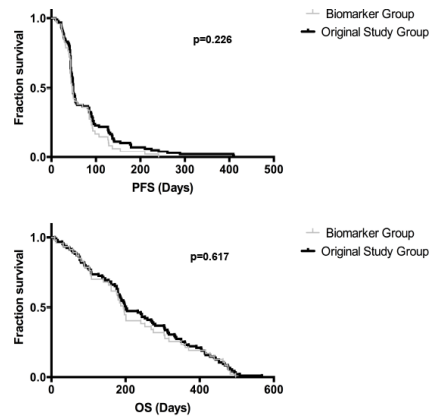 Biomarker Group
Original Study Group
p=0.226
Fraction survival
1.0
0.5
0.0
0 100 200 300 400 500
PFS (Days)
Biomarker Group
Original Study Group
p=0.617
Fraction survival
1.0
0.5
0.0
0 200 400 600
OS (Days)